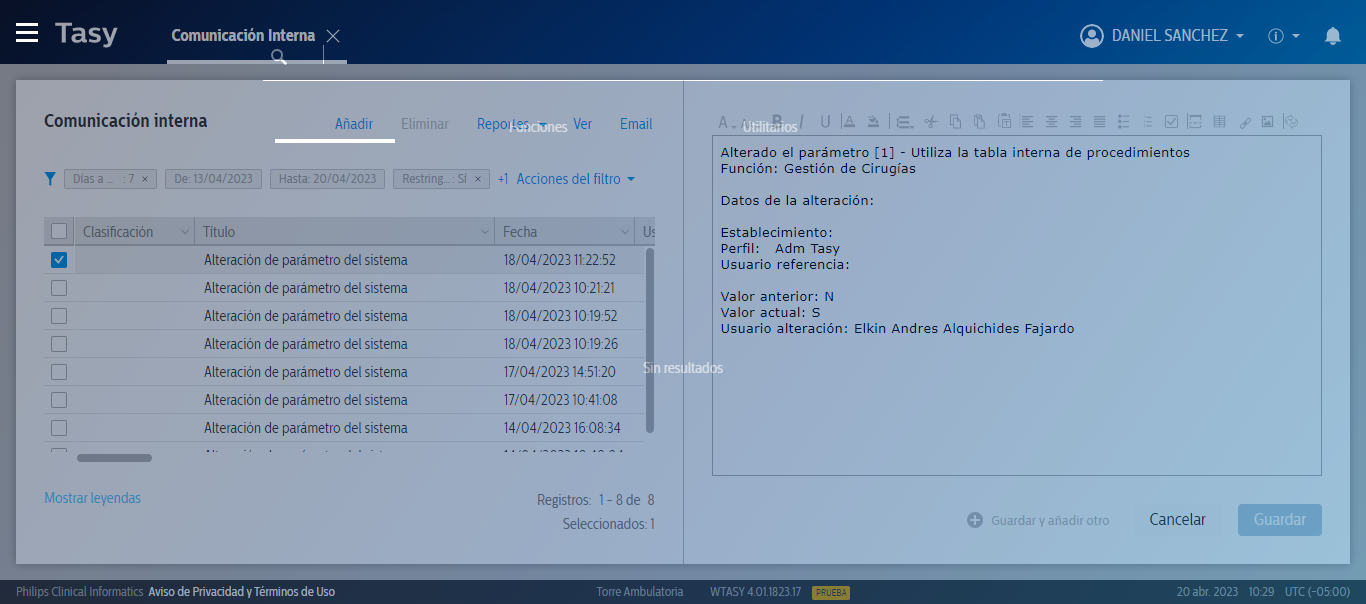 Tasy
Comunicación Interna
DANIEL SANCHEZ
Comunicación interna
Añadir
Eliminar
Reportes
Ver
Email
Funciones
Utilitarios
Días a ... : 7
De: 13/04/2023
Hasta: 20/04/2023
Restring... : Sí
+1
Acciones del filtro
Clasificación
Título
Fecha
Us
Alteración de parámetro del sistema 18/04/2023 11:22:52
Alteración de parámetro del sistema 18/04/2023 10:21:21
Alteración de parámetro del sistema 18/04/2023 10:19:52
Alteración de parámetro del sistema 18/04/2023 10:19:26
Alteración de parámetro del sistema 17/04/2023 14:51:20
Alteración de parámetro del sistema 17/04/2023 10:41:08
Alteración de parámetro del sistema 14/04/2023 16:08:34
Mostrar leyendas
Registros: 1 - 8 de 8
Seleccionados: 1
Sin resultados
Alterado el parámetro [1] - Utiliza la tabla interna de procedimientos
Función: Gestión de Cirugías
Datos de la alteración:
Establecimiento:
Perfil: Adm Tasy
Usuario referencia:
Valor anterior: N
Valor actual: S
Usuario alteración: Elkin Andres Alquichides Fajardo
Guardar y añadir otro
Cancelar
Guardar
Philips Clinical Informatics Aviso de Privacidad y Términos de Uso
Torre Ambulatoria
WTASY 4.01.1823.17
PRUEBA
20 abr. 2023 10:29 UTC (-05:00)